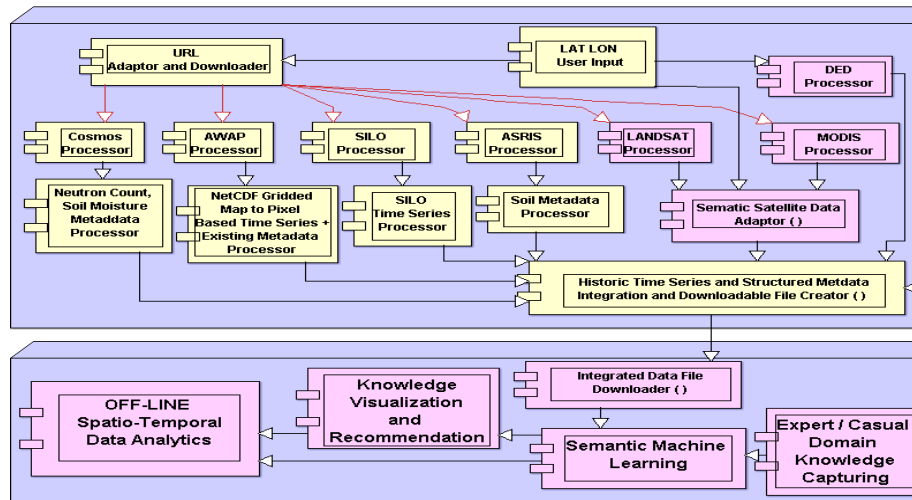 URL
Adaptor and Downloader
LAT LON
User Input
DED
Processor
Cosmos
Processor
AWAP
Processor
SILO
Processor
ASRIS
Processor
LANDSAT
Processor
MODIS
Processor
Neutron Count,
Soil Moisture
Metaddata
Processor
NetCDF Gridded
Map to Pixel
Based Time Series +
Existing Metadata
Processor
SILO
Time Series
Processor
Soil Metadata
Processor
Sematic Satellite Data
Adaptor ( )
Historic Time Series and Structured Metdata
Integration and Downloadable File Creator ( )
Integrated Data File
Downloader ( )
OFF-LINE
Spatio-Temporal
Data Analytics
Knowledge
Visualization
and
Recommendation
Semantic Machine
Learning
Expert / Casual
Domain
Knowledge
Capturing